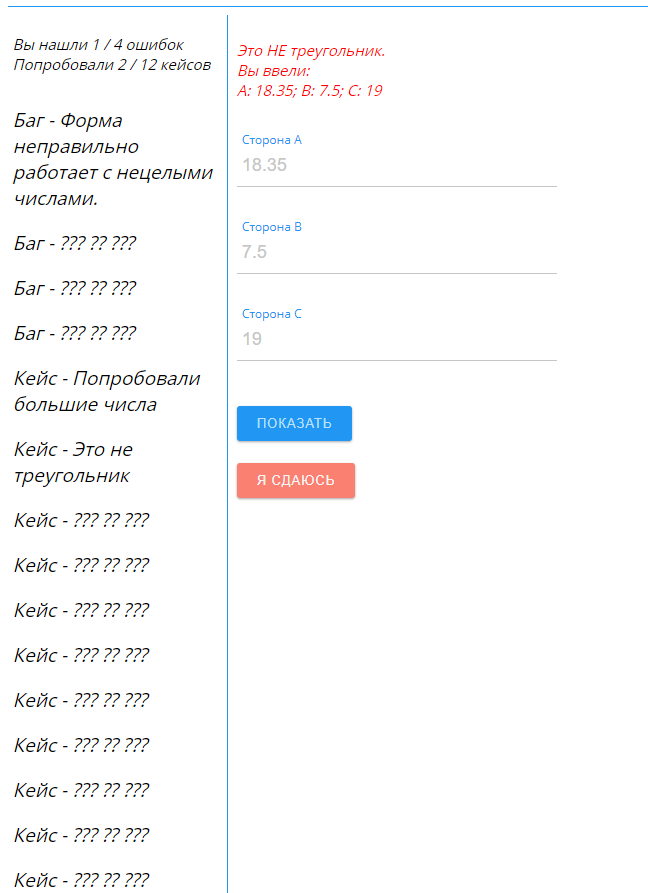 Вы нашли 1 / 4 ошибок
Попробовали 2 / 12 кейсов
Баг - Форма
неправильно
работает с нецелыми
числами.
Баг - ??? ?? ???
Баг - ??? ?? ???
Баг - ??? ?? ???
Кейс - Попробовали
большие числа
Кейс - Это не
треугольник
Кейс - ??? ?? ???
Кейс - ??? ?? ???
Кейс - ??? ?? ???
Кейс - ??? ?? ???
Кейс - ??? ?? ???
Кейс - ??? ?? ???
Кейс - ??? ?? ???
Кейс - ??? ?? ???
Кейс - ??? ?? ???
Это НЕ треугольник.
Вы ввели:
A: 18.35; B: 7.5; C: 19
Сторона A
18.35
Сторона B
7.5
Сторона C
19
ПОКАЗАТЬ
Я СДАЮСЬ